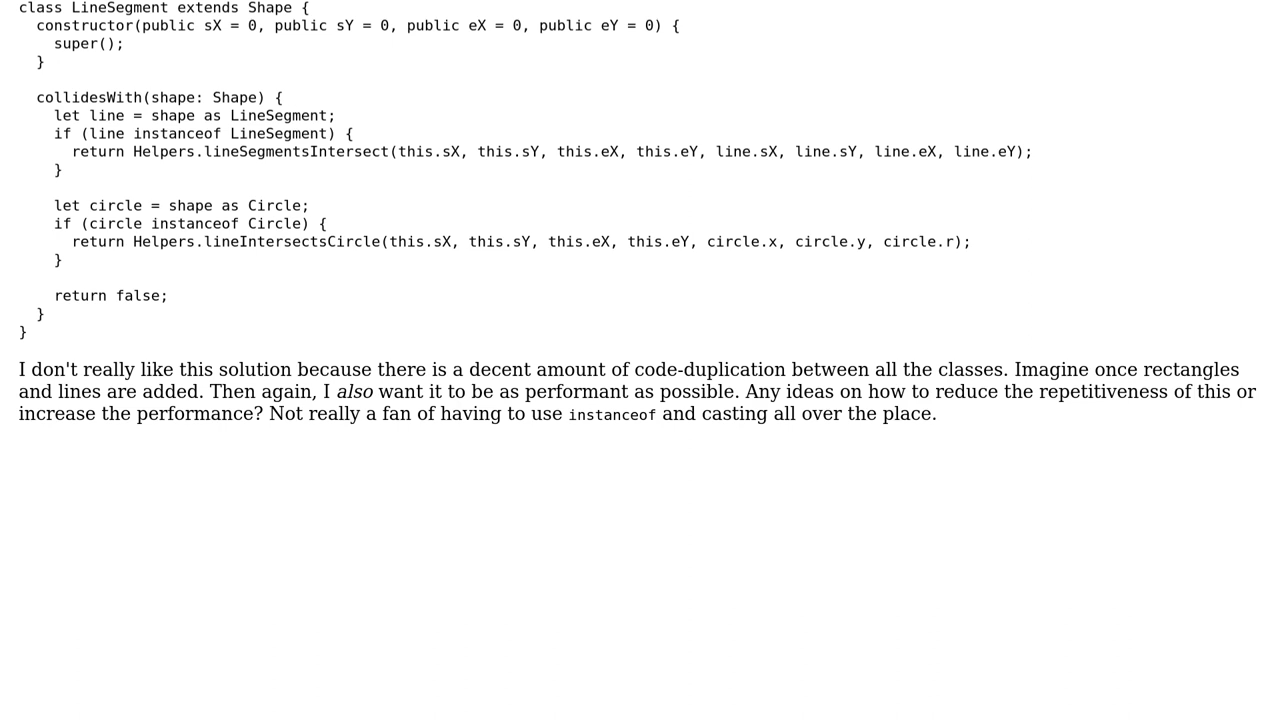 class LineSegment extends Shape {
  constructor(public sX = 0, public sY = 0, public eX = 0, public eY = 0) {
    super();
  }

  collidesWith(shape: Shape) {
    let line = shape as LineSegment;
    if (line instanceof LineSegment) {
      return Helpers.lineSegmentsIntersect(this.sX, this.sY, this.eX, this.eY, line.sX, line.sY, line.eX, line.eY);
    }

    let circle = shape as Circle;
    if (circle instanceof Circle) {
      return Helpers.lineIntersectsCircle(this.sX, this.sY, this.eX, this.eY, circle.x, circle.y, circle.r);
    }

    return false;
  }
}
I don't really like this solution because there is a decent amount of code-duplication between all the classes. Imagine once rectangles
and lines are added. Then again, I also want it to be as performant as possible. Any ideas on how to reduce the repetitiveness of this or
increase the performance? Not really a fan of having to use instanceof and casting all over the place.